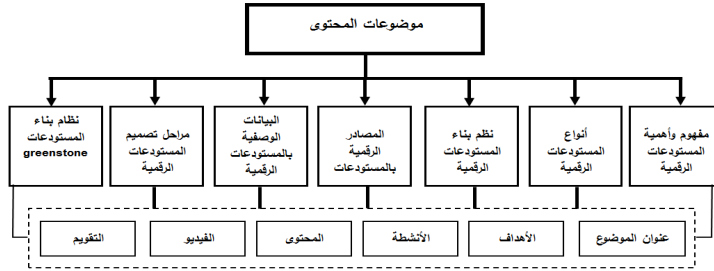 موضوعات المحتوى
مفهوم وأهمية
المستودعات
الرقمية
أنواع
المستودعات
الرقمية
نظم بناء
المستودعات
الرقمية
المصادر
الرقمية
بالمستودعات
البيانات
الوصفية
بالمستودعات
الرقمية
مراحل تصميم
المستودعات
الرقمية
نظام بناء
المستودعات
greenstone
عنوان الموضوع
الأهداف
الأنشطة
المحتوى
الفيديو
التقويم